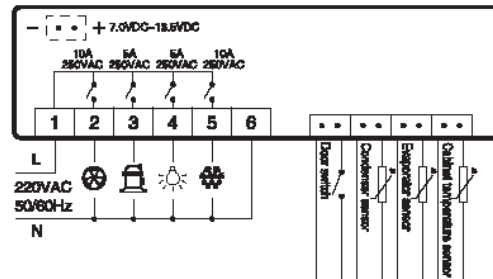 − + 7.0VDC-13.5VDC
10A 5A 5A 10A
250VAC 250VAC 250VAC 250VAC
1 2 3 4 5 6
L
220VAC
50/60Hz
N
Door switch
Condenser sensor
Evaporator sensor
Cabinet temperature sensor